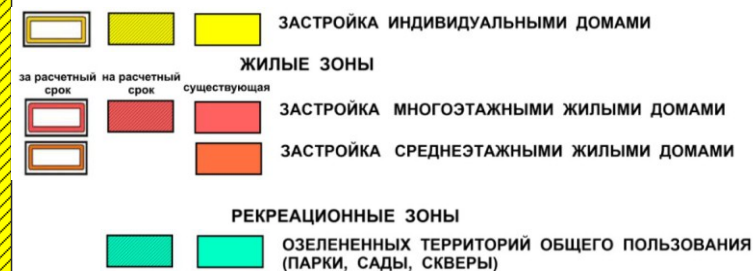 ЗАСТРОЙКА ИНДИВИДУАЛЬНЫМИ ДОМАМИ
ЖИЛЫЕ ЗОНЫ
за расчетный срок
на расчетный срок
существующая
ЗАСТРОЙКА МНОГОЭТАЖНЫМИ ЖИЛЫМИ ДОМАМИ
ЗАСТРОЙКА СРЕДНЕЭТАЖНЫМИ ЖИЛЫМИ ДОМАМИ
РЕКРЕАЦИОННЫЕ ЗОНЫ
ОЗЕЛЕНЕННЫХ ТЕРРИТОРИЙ ОБЩЕГО ПОЛЬЗОВАНИЯ
(ПАРКИ, САДЫ, СКВЕРЫ)